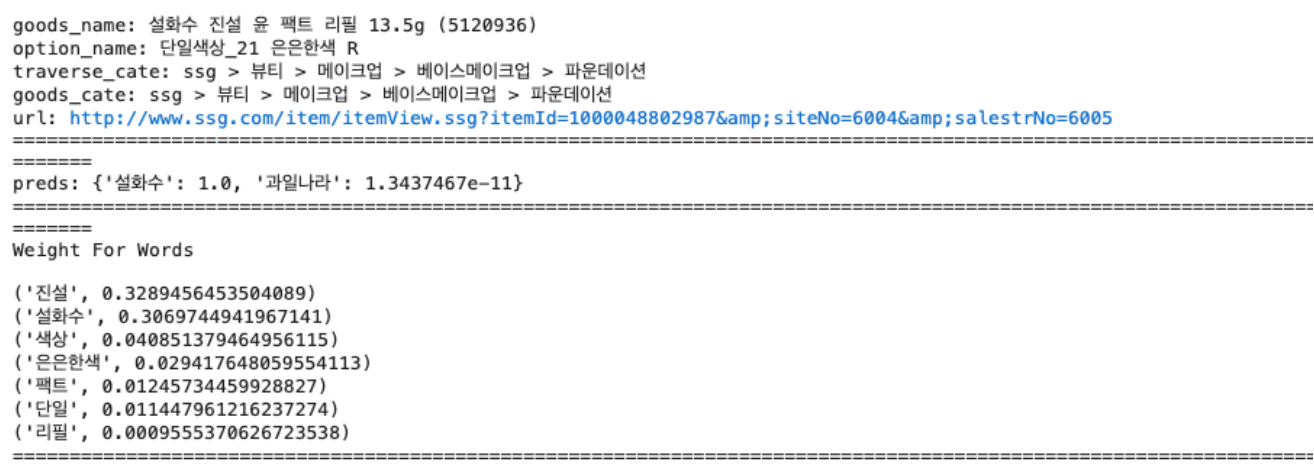 goods_name: 설화수 진설 윤 팩트 리필 13.5g (5120936)
option_name: 단일색상_21 은은한색 R
traverse_cate: ssg > 뷰티 > 메이크업 > 베이스메이크업 > 파운데이션
goods_cate: ssg > 뷰티 > 메이크업 > 베이스메이크업 > 파운데이션
url: http://www.ssg.com/item/itemView.ssg?itemId=1000048802987&amp;siteNo=6004&amp;salestrNo=6005
====================================================================================================================
=======
preds: {'설화수': 1.0, '과일나라': 1.3437467e-11}
====================================================================================================================
=======
Weight For Words
('진설', 0.3289456453504089)
('설화수', 0.3069744941967141)
('색상', 0.040851379464956115)
('은은한색', 0.029417648059554113)
('팩트', 0.01245734459928827)
('단일', 0.011447961216237274)
('리필', 0.0009555370626723538)
====================================================================================================================